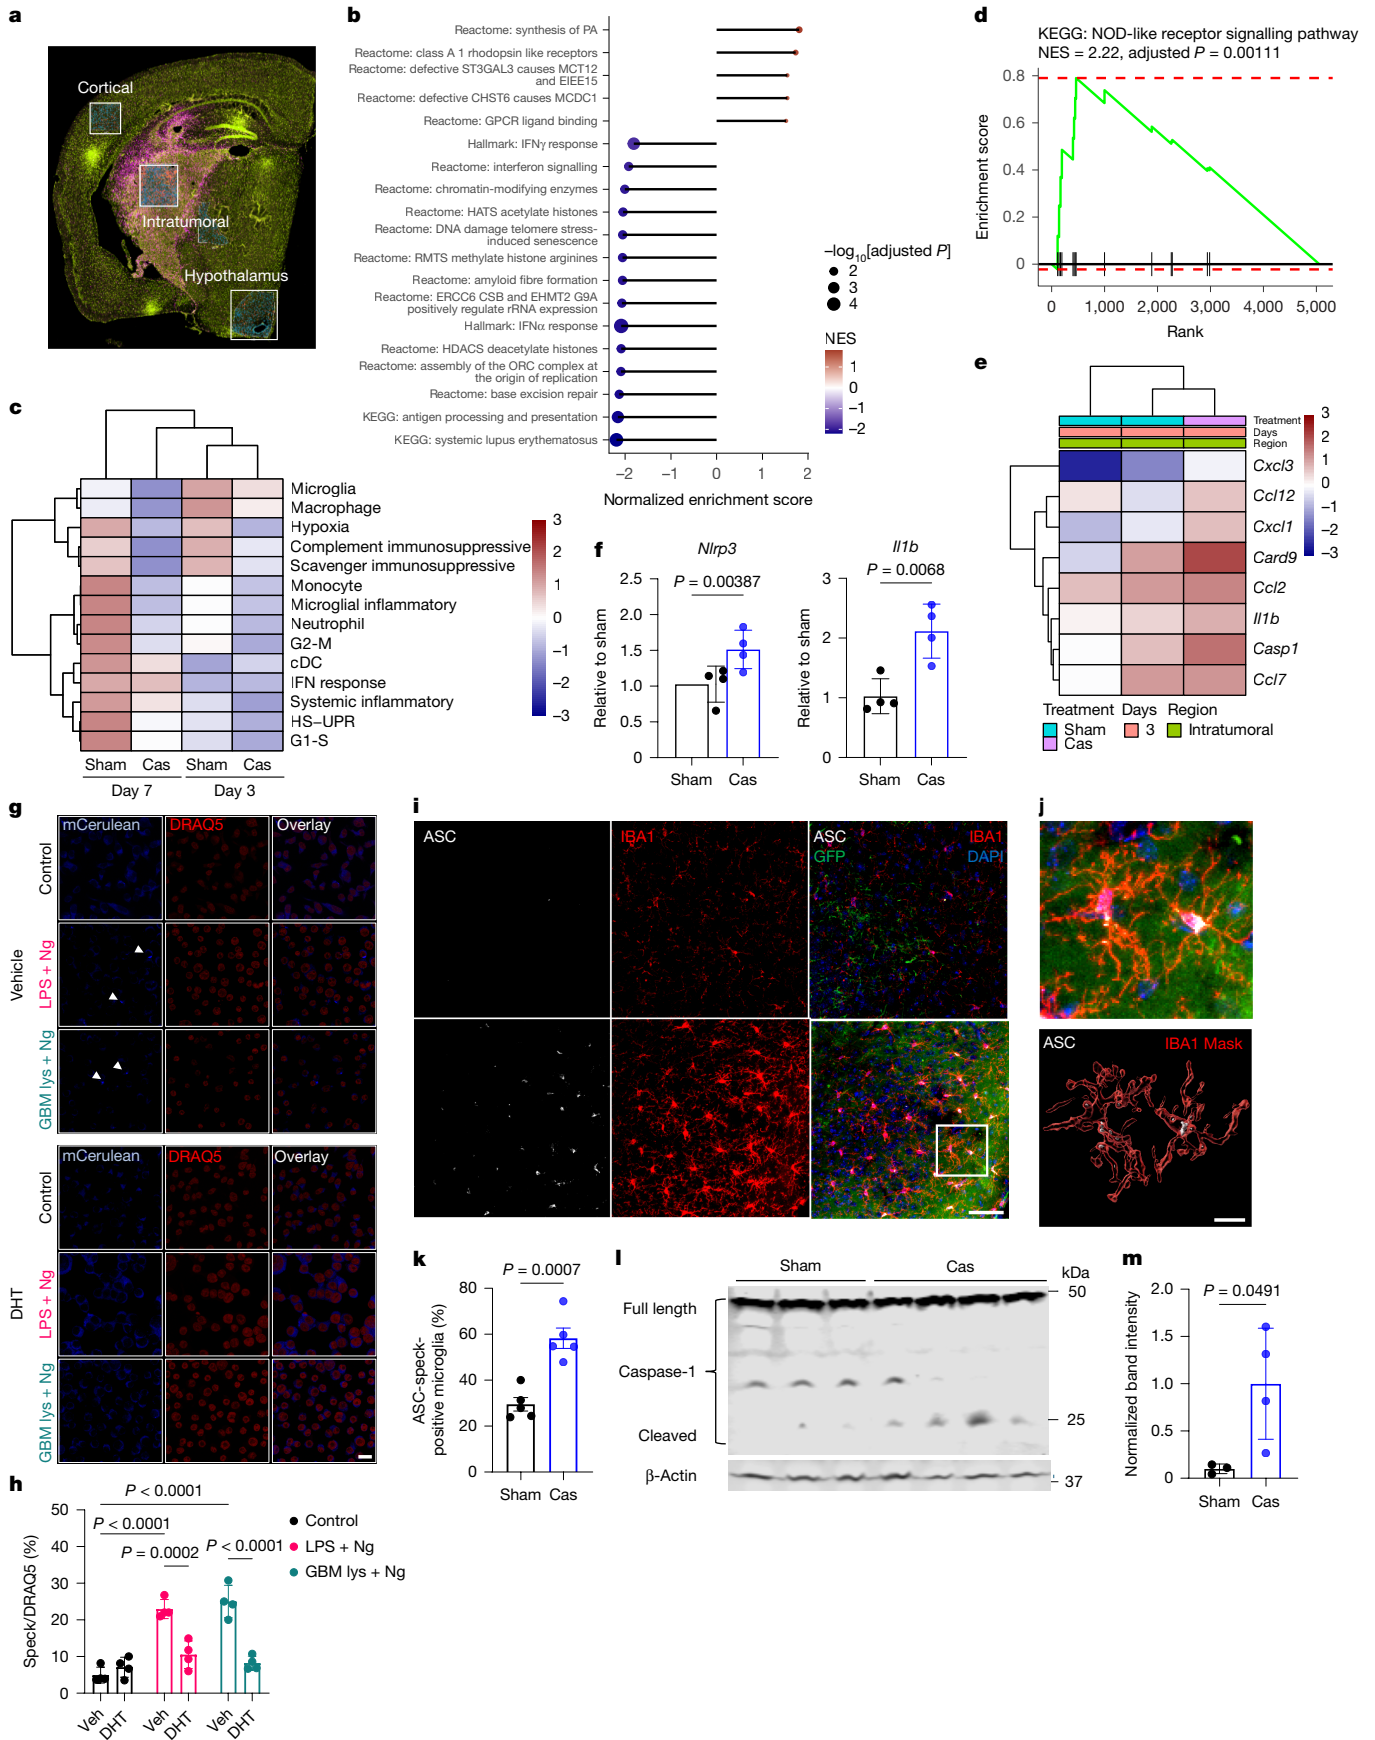 a
Cortical
Intratumoral
Hypothalamus
b
Reactome: synthesis of PA
Reactome: class A 1 rhodopsin like receptors
Reactome: defective ST3GAL3 causes MCT12
and EIEE15
Reactome: defective CHST6 causes MCDC1
Reactome: GPCR ligand binding
Hallmark: IFNγ response
Reactome: interferon signalling
Reactome: chromatin-modifying enzymes
Reactome: HATS acetylate histones
Reactome: DNA damage telomere stress-
induced senescence
Reactome: RMTS methylate histone arginines
Reactome: amyloid fibre formation
Reactome: ERCC6 CSB and EHMT2 G9A
positively regulate rRNA expression
Hallmark: IFNα response
Reactome: HDACS deacetylate histones
Reactome: assembly of the ORC complex at
the origin of replication
Reactome: base excision repair
KEGG: antigen processing and presentation
KEGG: systemic lupus erythematosus
−2 −1 0 1 2
Normalized enrichment score
−log10[adjusted P]
2
3
4
NES
1
0
−1
−2
d
KEGG: NOD-like receptor signalling pathway
NES = 2.22, adjusted P = 0.00111
Enrichment score
0.8
0.6
0.4
0.2
0
0 1,000 2,000 3,000 4,000 5,000
Rank
c
Microglia
Macrophage
Hypoxia
Complement immunosuppressive
Scavenger immunosuppressive
Monocyte
Microglial inflammatory
Neutrophil
G2-M
cDC
IFN response
Systemic inflammatory
HS–UPR
G1-S
Sham Cas Sham Cas
Day 7 Day 3
3
2
1
0
−1
−2
−3
e
Treatment
Days
Region
Cxcl3
Ccl12
Cxcl1
Card9
Ccl2
Il1b
Casp1
Ccl7
3
2
1
0
−1
−2
−3
Treatment Days Region
Sham 3 Intratumoral
Cas
f
Nlrp3
P = 0.00387
Relative to sham
2.5
2.0
1.5
1.0
0.5
0
Sham Cas
Il1b
P = 0.0068
Relative to sham
3
2
1
0
Sham Cas
g
mCerulean DRAQ5 Overlay
Vehicle
Control
LPS + Ng
GBM lys + Ng
mCerulean DRAQ5 Overlay
DHT
Control
LPS + Ng
GBM lys + Ng
h
P < 0.0001
P < 0.0001
P = 0.0002 P < 0.0001
Speck/DRAQ5 (%)
50
40
30
20
10
0
Veh DHT Veh DHT Veh DHT
Control
LPS + Ng
GBM lys + Ng
i
ASC IBA1 ASC IBA1
GFP DAPI
j
ASC IBA1 Mask
k
P = 0.0007
ASC-speck-
positive microglia (%)
80
60
40
20
0
Sham Cas
l
Sham Cas
kDa
Full length
50
Caspase-1
25
Cleaved
β-Actin
37
m
P = 0.0491
Normalized band intensity
2.0
1.5
1.0
0.5
0
Sham Cas